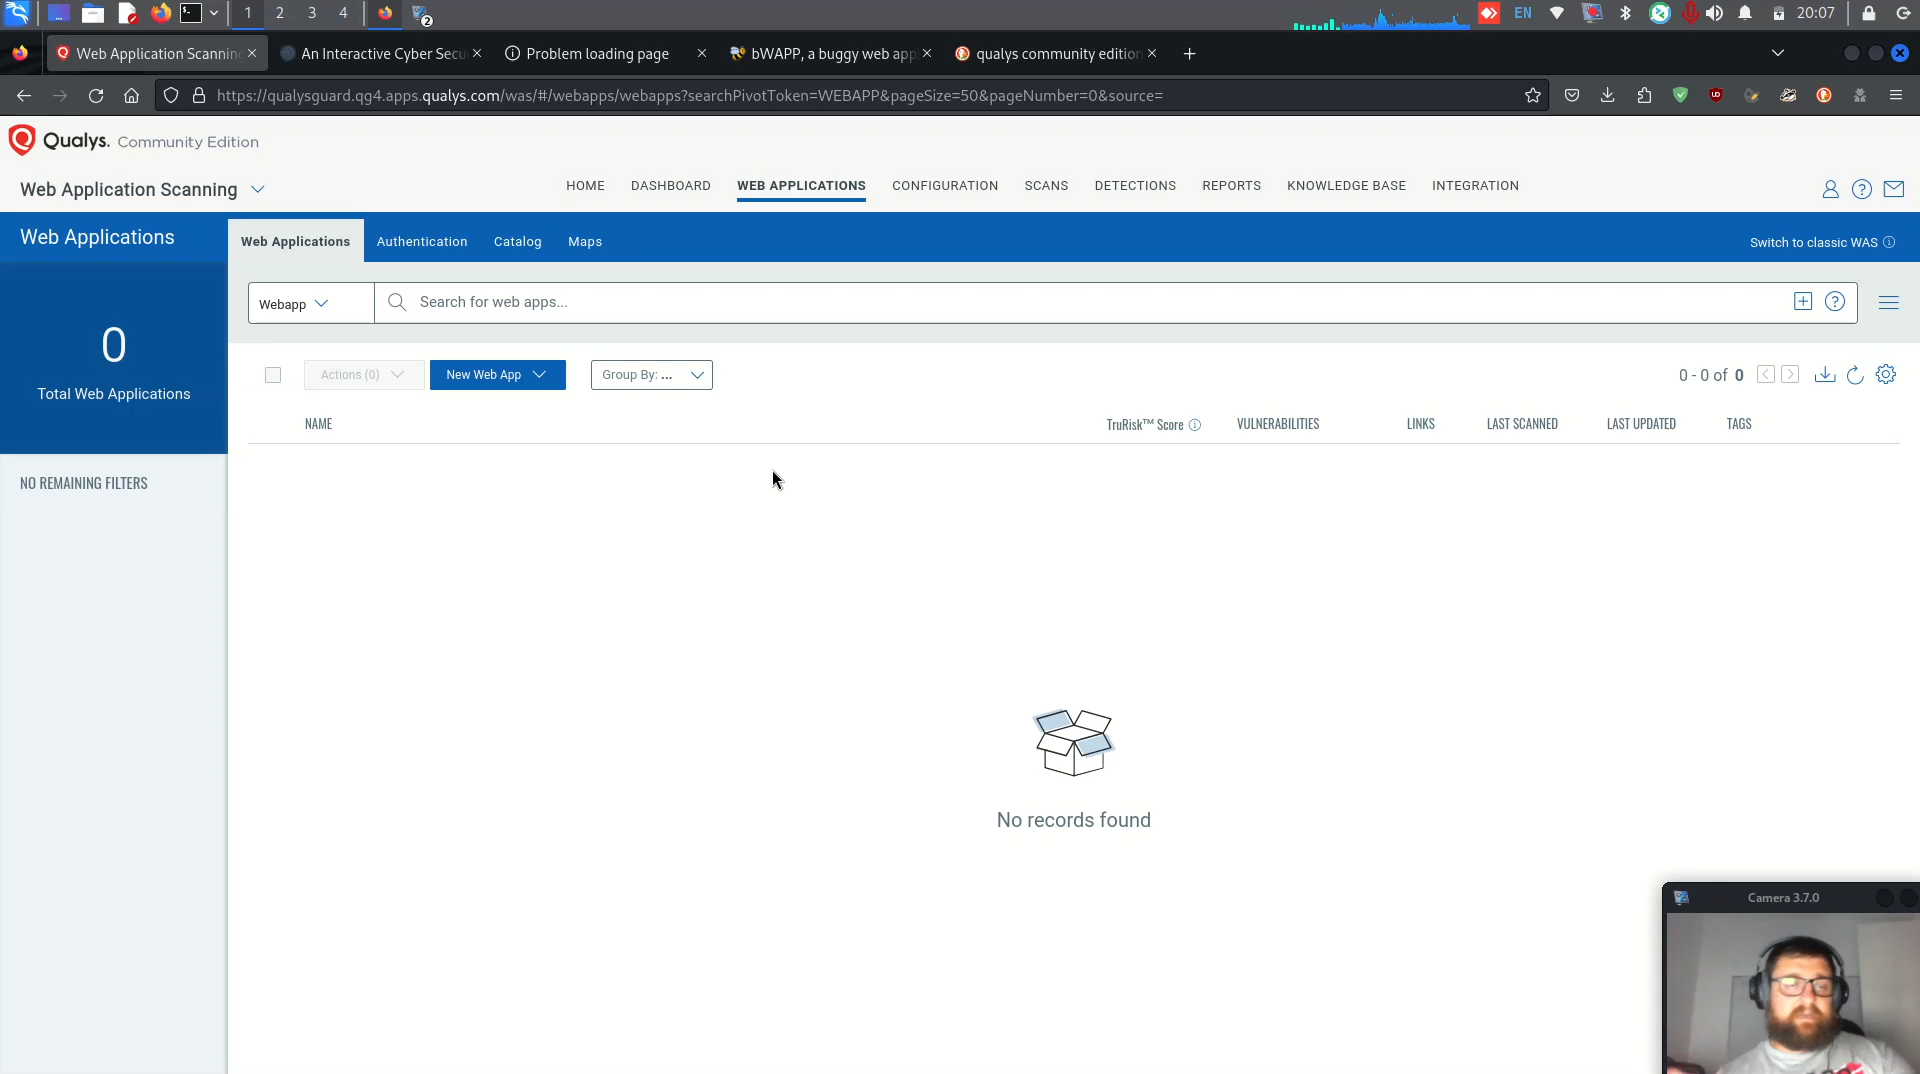 1 2 3 4 2 EN 20:07
Web Application Scanning An Interactive Cyber Secu Problem loading page bWAPP, a buggy web app qualys community edition
https://qualysguard.qg4.apps.qualys.com/was/#/webapps/webapps?searchPivotToken=WEBAPP&pageSize=50&pageNumber=0&source=
Qualys. Community Edition
Web Application Scanning HOME DASHBOARD WEB APPLICATIONS CONFIGURATION SCANS DETECTIONS REPORTS KNOWLEDGE BASE INTEGRATION
Web Applications Web Applications Authentication Catalog Maps Switch to classic WAS
Webapp Search for web apps...
0
Total Web Applications
Actions (0) New Web App Group By: ... 0 - 0 of 0
NAME TruRisk™ Score VULNERABILITIES LINKS LAST SCANNED LAST UPDATED TAGS
NO REMAINING FILTERS
No records found
Camera 3.7.0